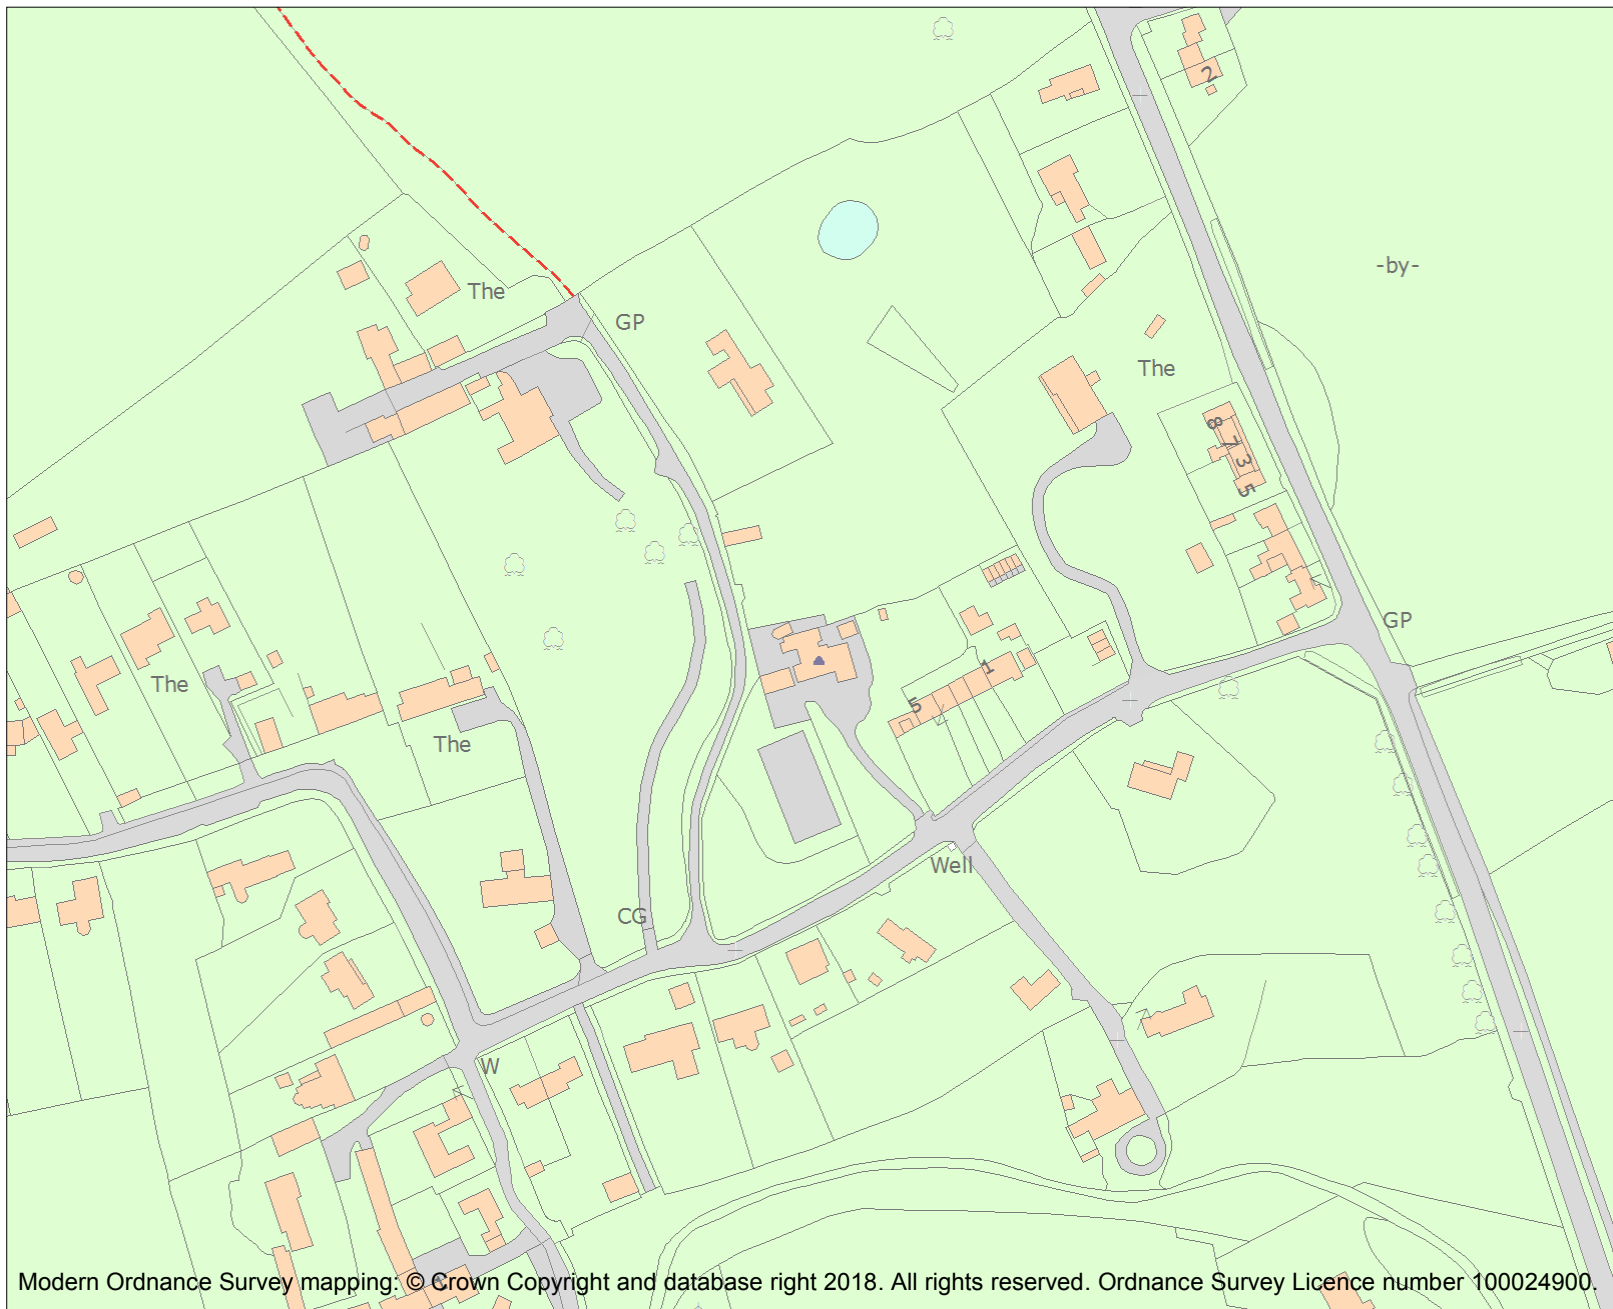 2
-by-
The
GP
The
8
7
3
5
GP
1
The
5
The
Well
CG
W
Modern Ordnance Survey mapping: © Crown Copyright and database right 2018. All rights reserved. Ordnance Survey Licence number 100024900.